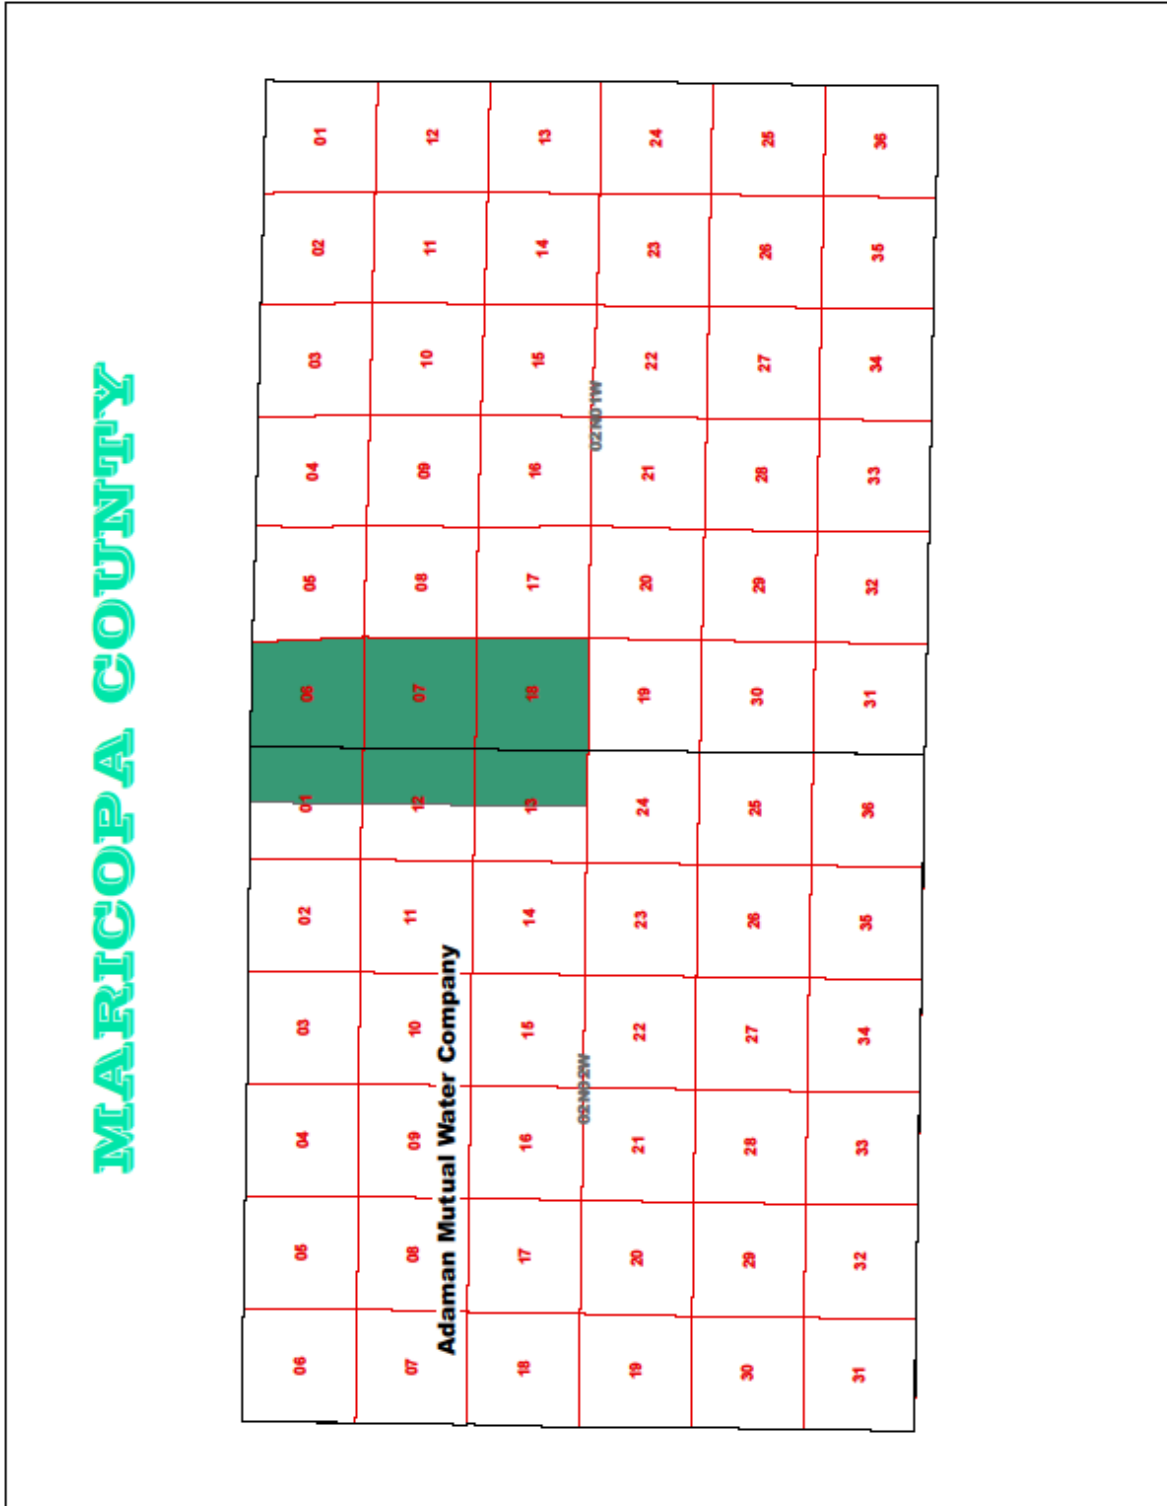 MARICOPA COUNTY
06 05 04 03 02 01 06 05 04 03 02 01
07 08 09 10 11 12 07 08 09 10 11 12
Adaman Mutual Water Company
18 17 16 15 14 13 18 17 16 15 14 13
02N02W 02N01W
19 20 21 22 23 24 19 20 21 22 23 24
30 29 28 27 26 25 30 29 28 27 26 25
31 32 33 34 35 36 31 32 33 34 35 36